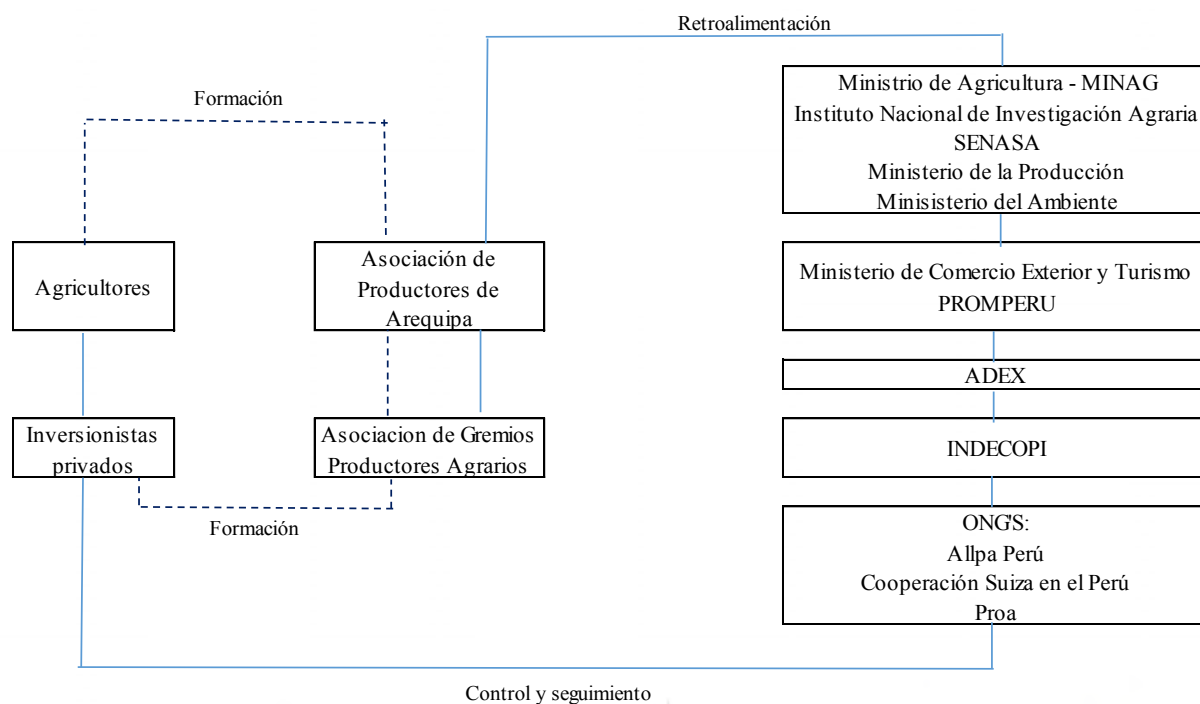 Retroalimentación
Formación
Ministrio de Agricultura - MINAG
Instituto Nacional de Investigación Agraria
SENASA
Ministerio de la Producción
Minisisterio del Ambiente
Agricultores
Asociación de
Productores de
Arequipa
Ministerio de Comercio Exterior y Turismo
PROMPERU
ADEX
Inversionistas
privados
Asociacion de Gremios
Productores Agrarios
INDECOPI
Formación
ONG'S:
Allpa Perú
Cooperación Suiza en el Perú
Proa
Control y seguimiento